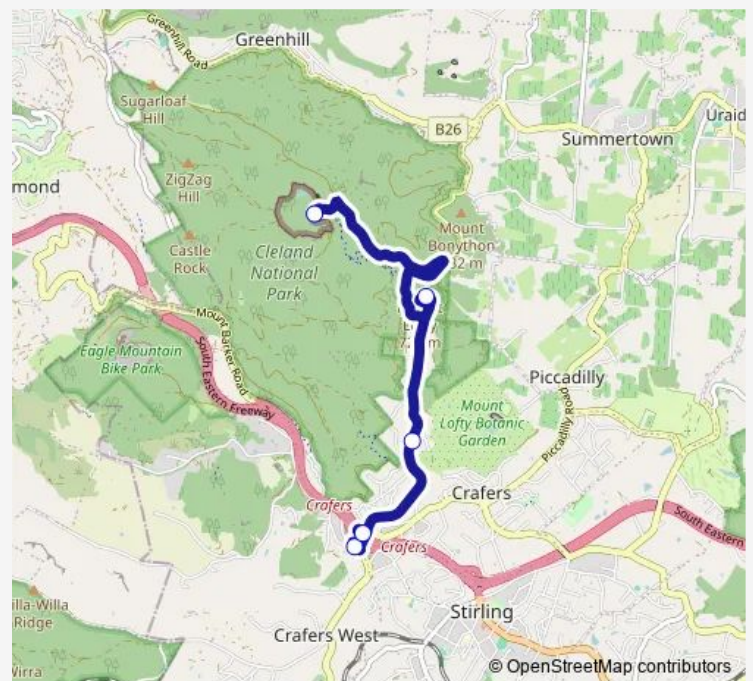 Greenhill
Greenhill Road
Sugarloaf
Hill
B26
Uraid
Summertown
ZigZag
Hill
mond
Mount
Bonython
32 m
Castle
Rock
Cleland
National
Park
Mount Barker Road
Eagle Mountain
Bike Park
South Eastern Freeway
Piccadilly
Mount
Lofty Botanic
Garden
Piccadilly Road
Crafers
Crafers
Crafers
South Eastern
illa-Willa
Ridge
Stirling
Crafers West
Wirra
© OpenStreetMap contributors